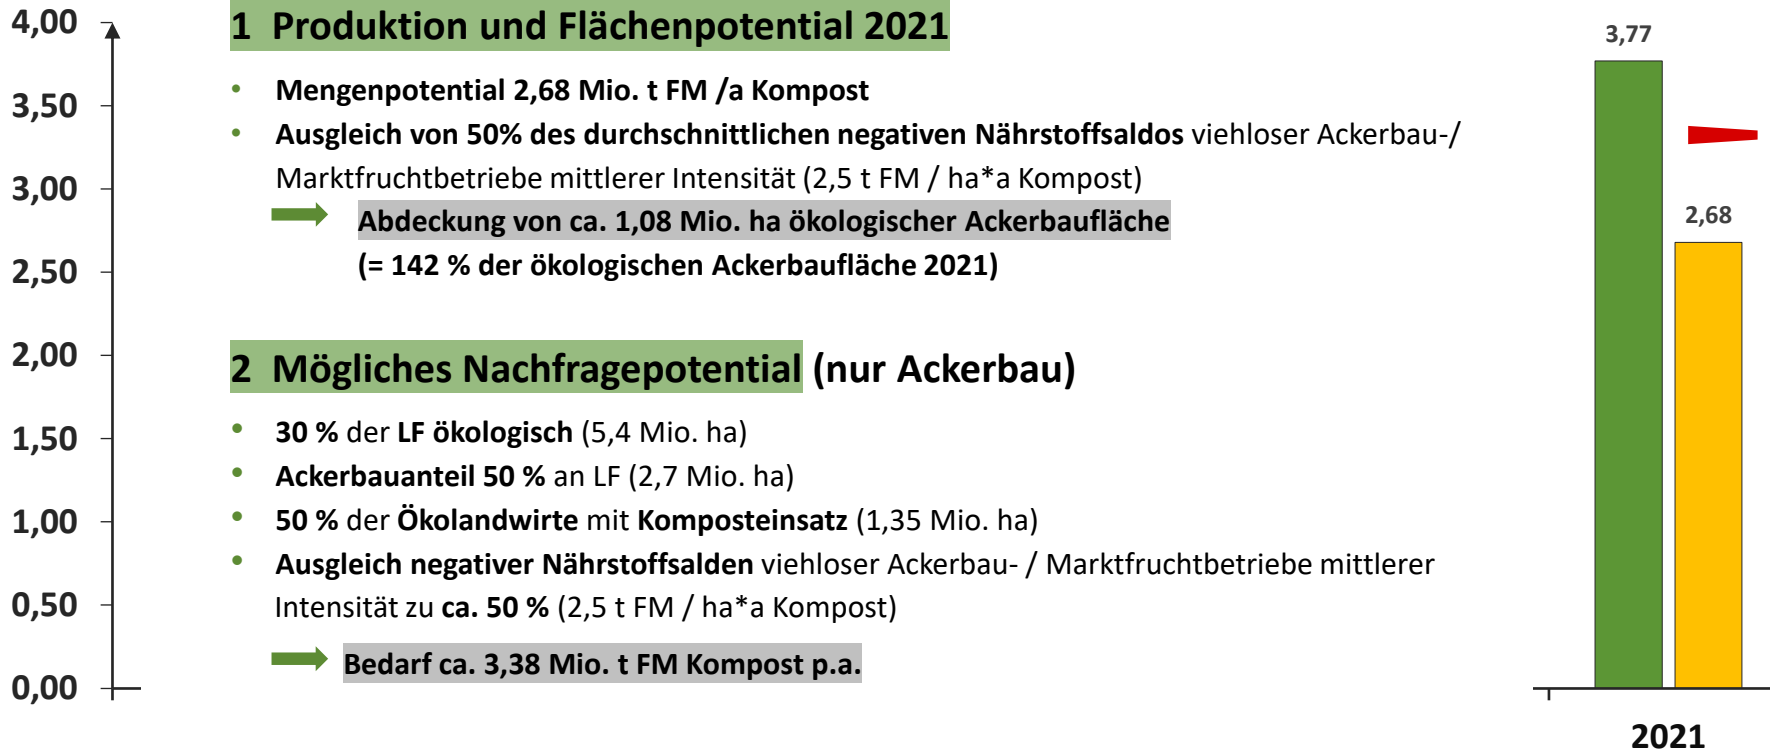 4,00
3,50
3,00
2,50
2,00
1,50
1,00
0,50
0,00
1 Produktion und Flächenpotential 2021
• Mengenpotential 2,68 Mio. t FM /a Kompost
• Ausgleich von 50% des durchschnittlichen negativen Nährstoffsaldos viehloser Ackerbau-/
Marktfruchtbetriebe mittlerer Intensität (2,5 t FM / ha*a Kompost)
Abdeckung von ca. 1,08 Mio. ha ökologischer Ackerbaufläche
(= 142 % der ökologischen Ackerbaufläche 2021)
2 Mögliches Nachfragepotential (nur Ackerbau)
• 30 % der LF ökologisch (5,4 Mio. ha)
• Ackerbauanteil 50 % an LF (2,7 Mio. ha)
• 50 % der Ökolandwirte mit Komposteinsatz (1,35 Mio. ha)
• Ausgleich negativer Nährstoffsalden viehloser Ackerbau- / Marktfruchtbetriebe mittlerer
Intensität zu ca. 50 % (2,5 t FM / ha*a Kompost)
Bedarf ca. 3,38 Mio. t FM Kompost p.a.
3,77
2,68
2021